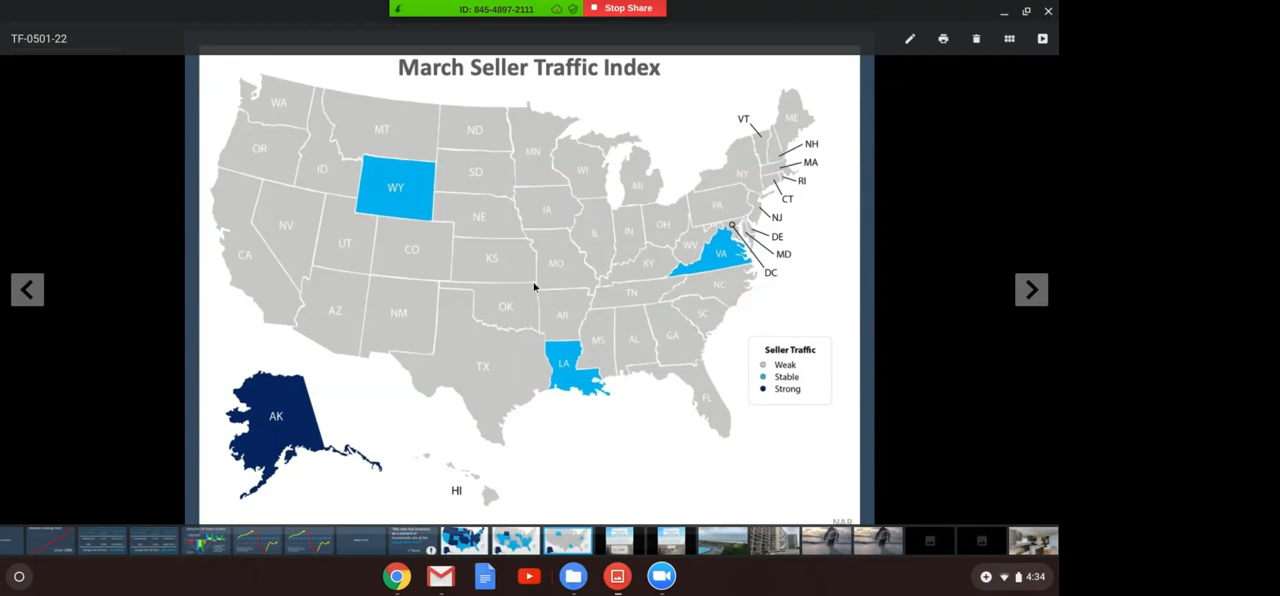 ID: 845-4897-2111
Stop Share
TF-0501-22
March Seller Traffic Index
WA
MT
ND
MN
VT
ME
NH
OR
ID
WY
SD
WI
MI
NY
MA
RI
CT
NV
UT
CO
NE
IA
IL
IN
OH
PA
NJ
CA
KS
MO
KY
WV
VA
DE
MD
DC
AZ
NM
OK
AR
TN
NC
SC
TX
LA
MS
AL
GA
FL
AK
HI
Seller Traffic
Weak
Stable
Strong
NAR
4:34